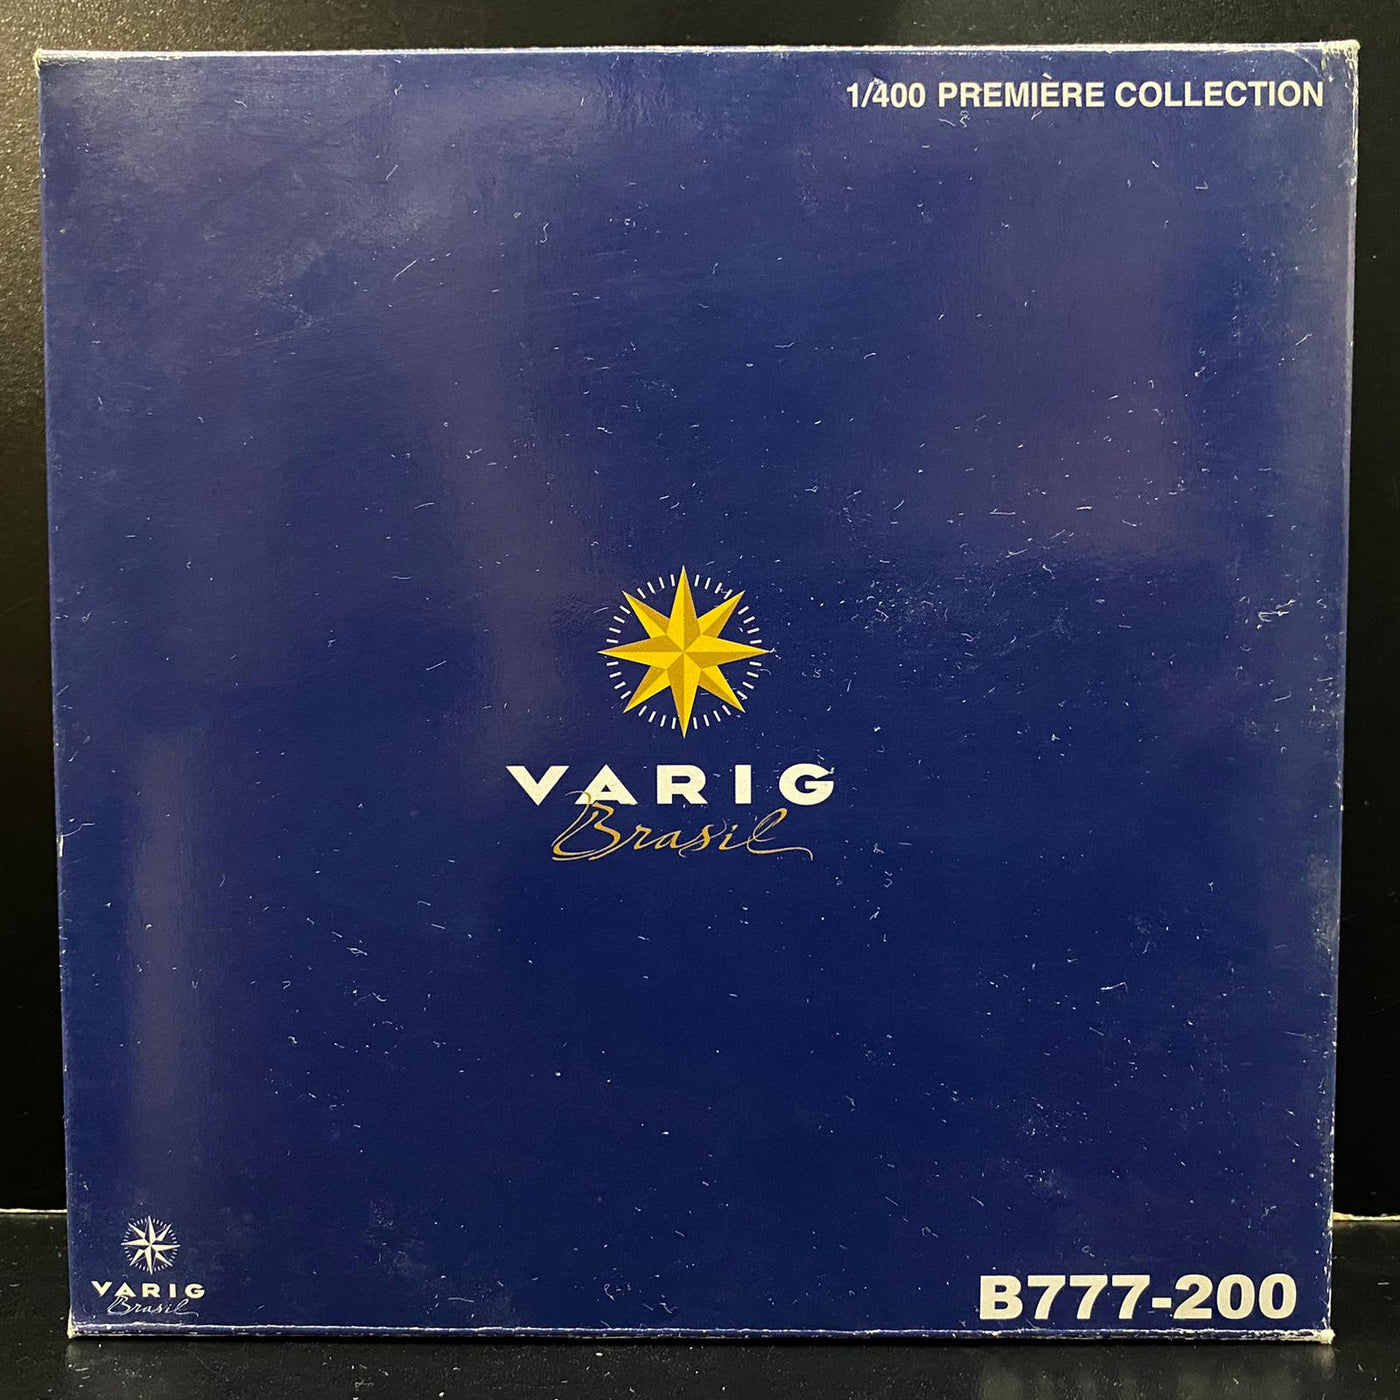 1/400 PREMIÈRE COLLECTION
VARIG
Brasil
VARIG
Brasil
B777-200